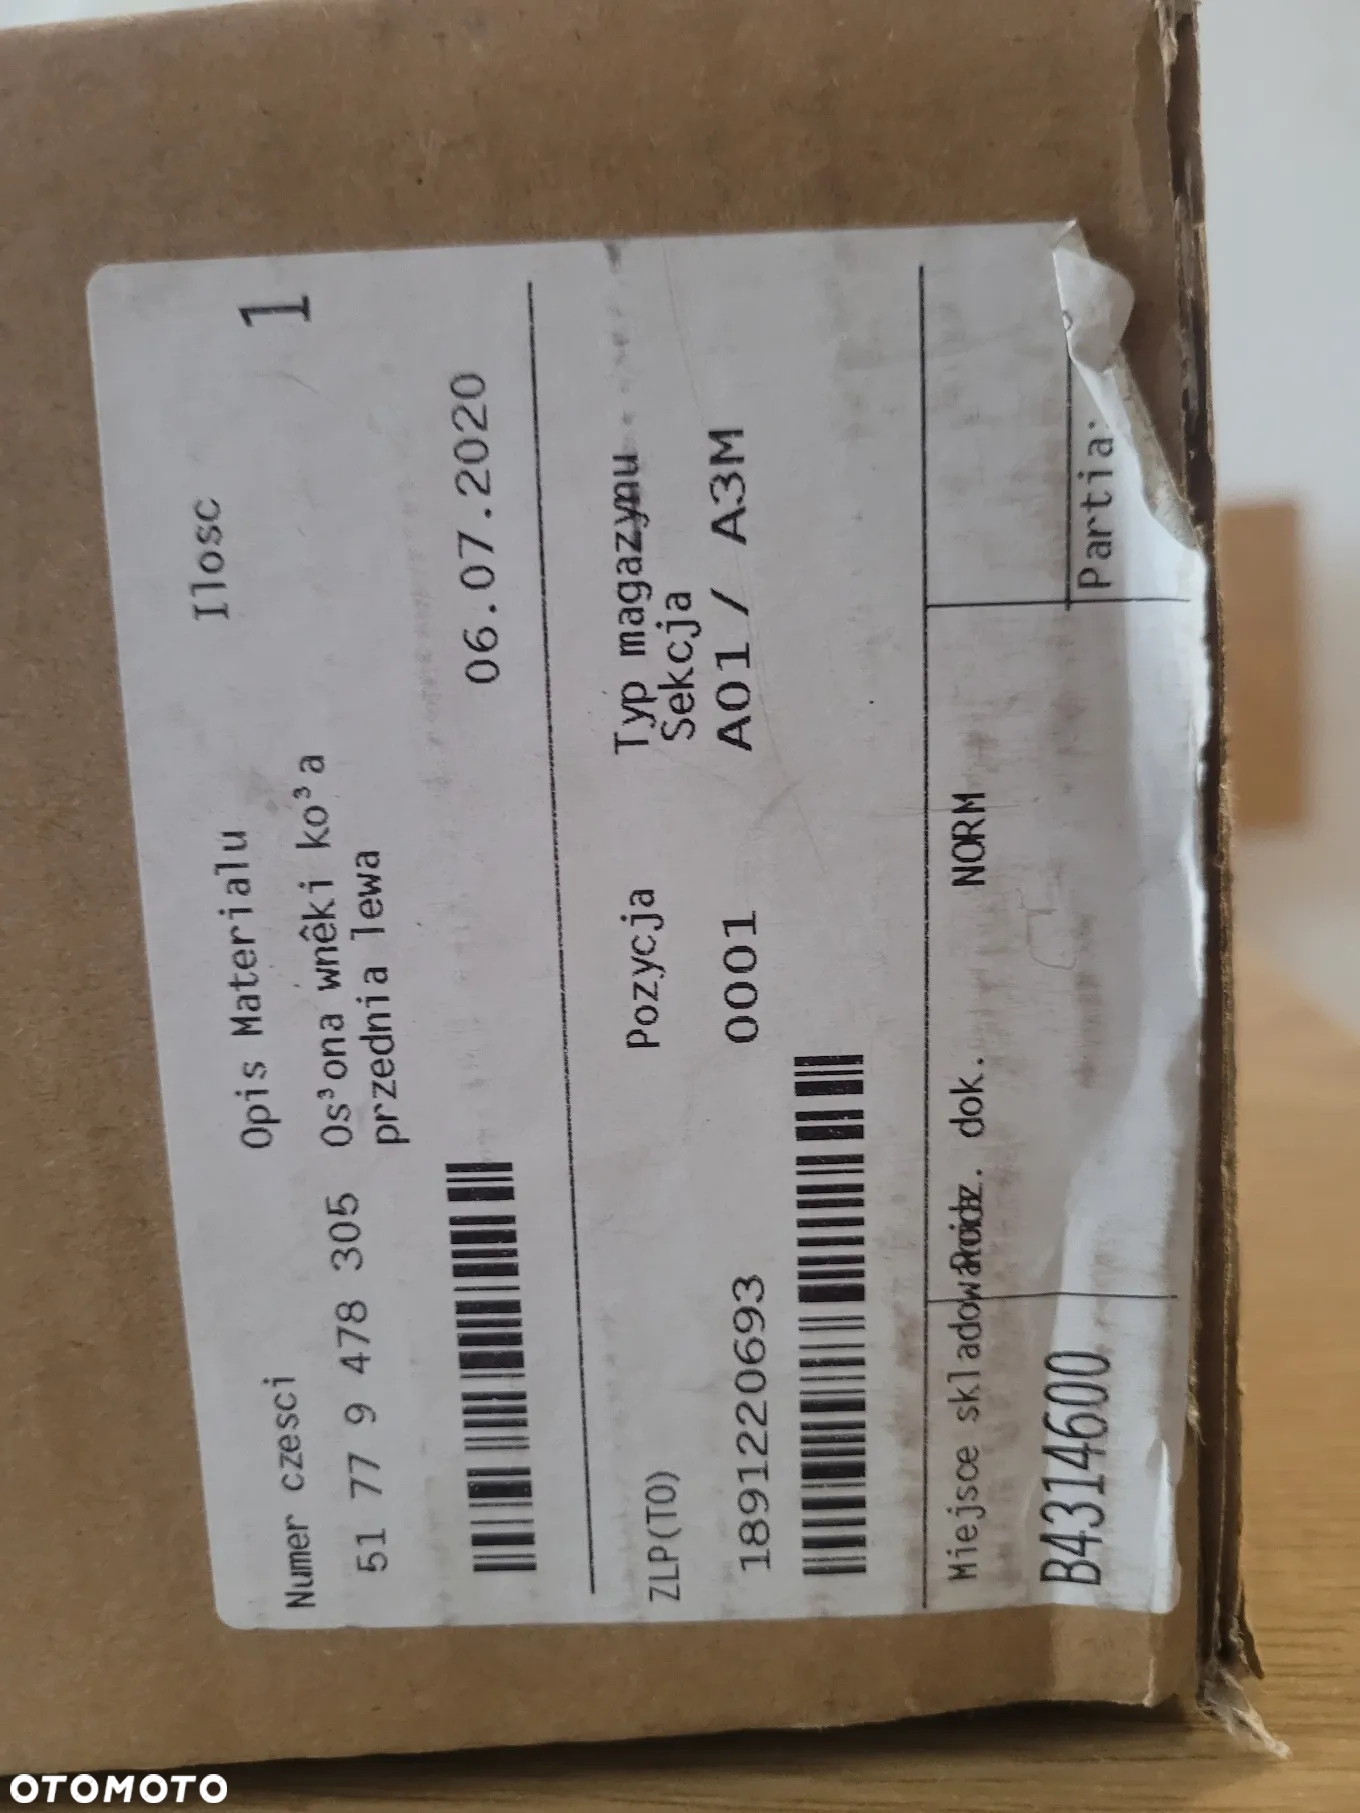 Numer czesci Opis Materialu Ilosc
51 77 9 478 305 Os³ona wnêki ko³a 1
przednia lewa
06.07.2020
ZLP(TO) Pozycja Typ magazynu
Sekcja
1891220693 0001 A01 / A3M
Miejsce skladowa dok. NORM
B4314600 Partia:
OTOMOTO